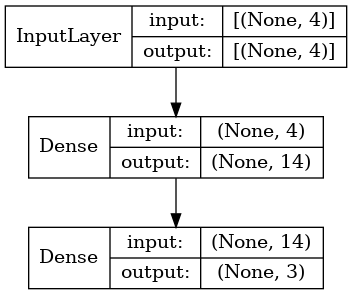 InputLayer
input: [(None, 4)]
output: [(None, 4)]
Dense
input: (None, 4)
output: (None, 14)
Dense
input: (None, 14)
output: (None, 3)